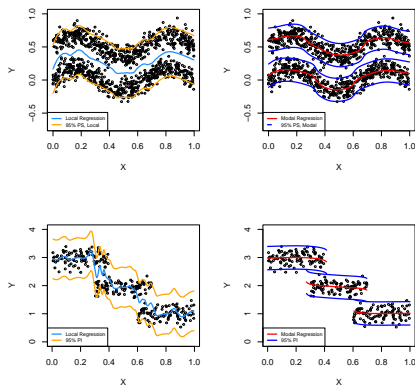 Y
1.0
0.5
0.0
−0.5
Local Regression
95% PS, Local
0.0 0.2 0.4 0.6 0.8 1.0
X
Y
1.0
0.5
0.0
−0.5
Modal Regression
95% PS, Modal
0.0 0.2 0.4 0.6 0.8 1.0
X
Y
4
3
2
1
0
Local Regression
95% PI
0.0 0.2 0.4 0.6 0.8 1.0
X
Y
4
3
2
1
0
Modal Regression
95% PI
0.0 0.2 0.4 0.6 0.8 1.0
X